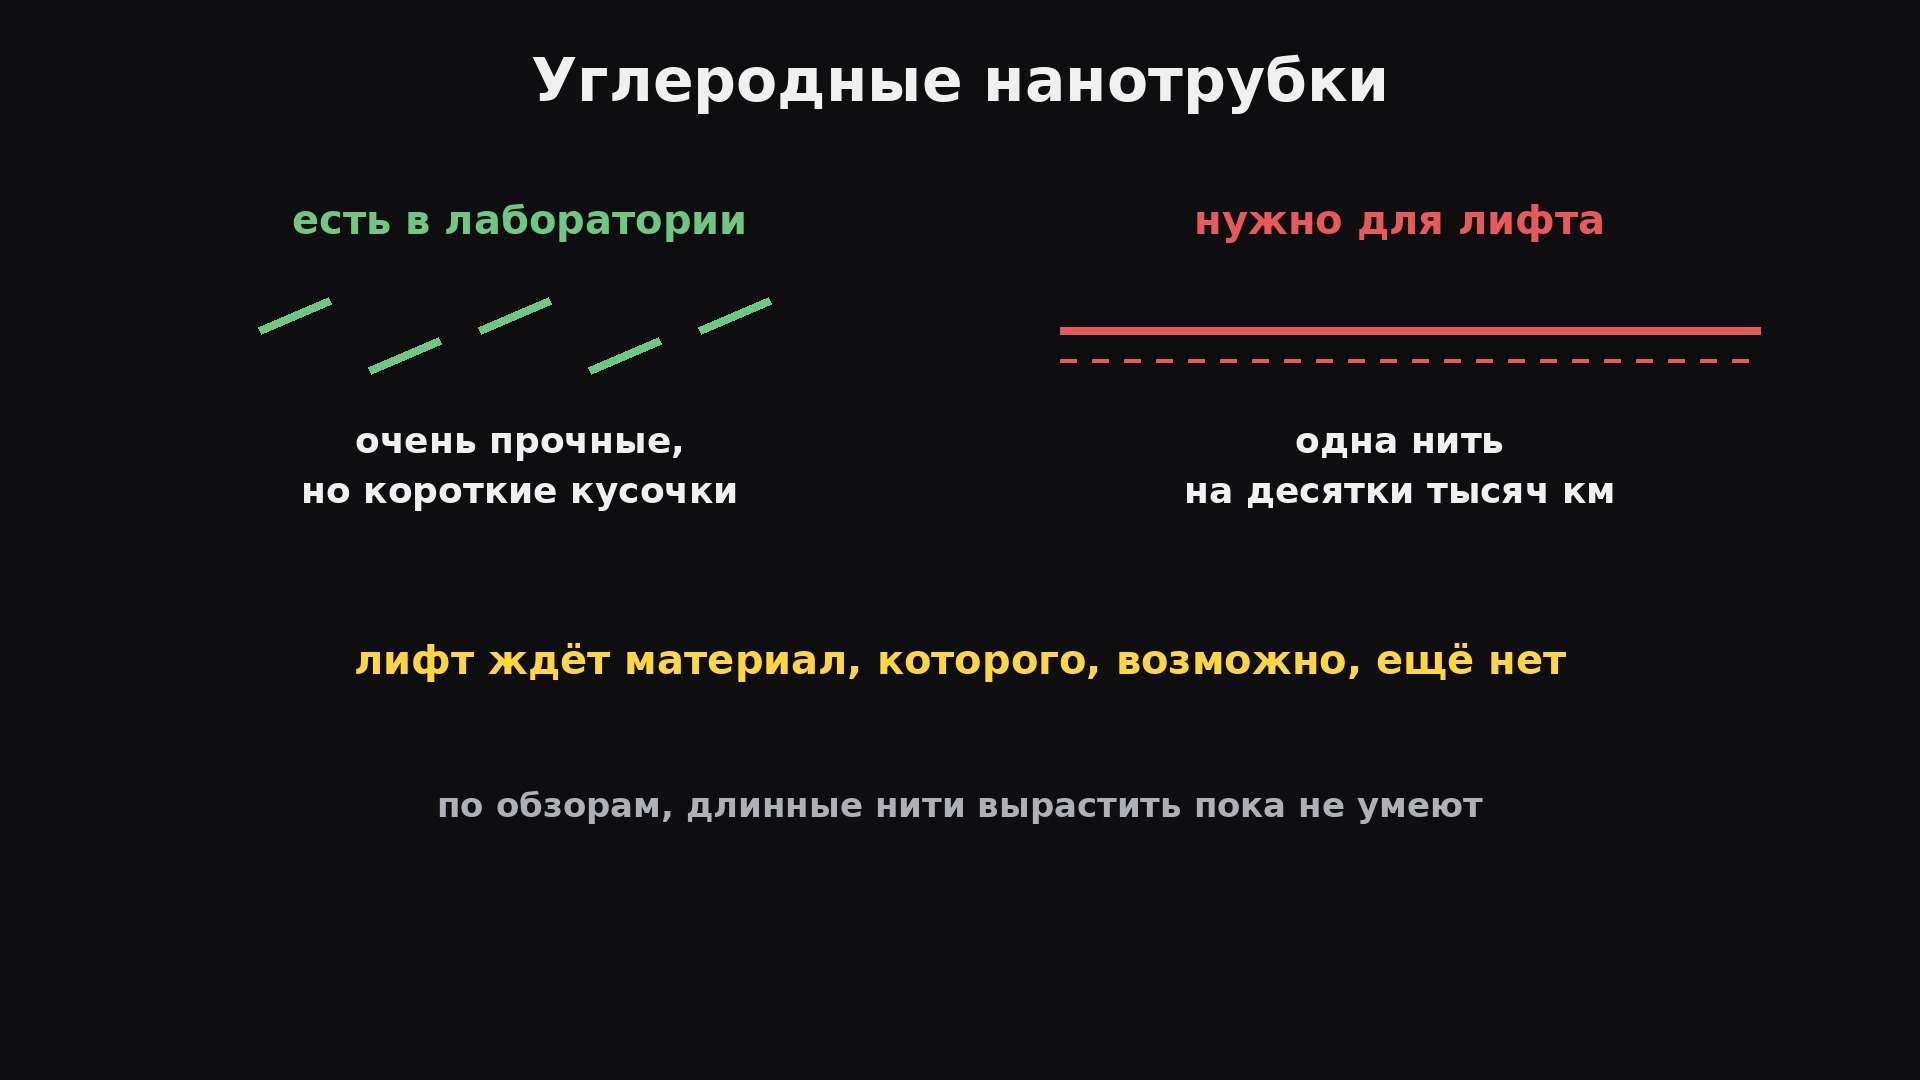 Углеродные нанотрубки
есть в лаборатории
нужно для лифта
очень прочные,
но короткие кусочки
одна нить
на десятки тысяч км
лифт ждёт материал, которого, возможно, ещё нет
по обзорам, длинные нити вырастить пока не умеют